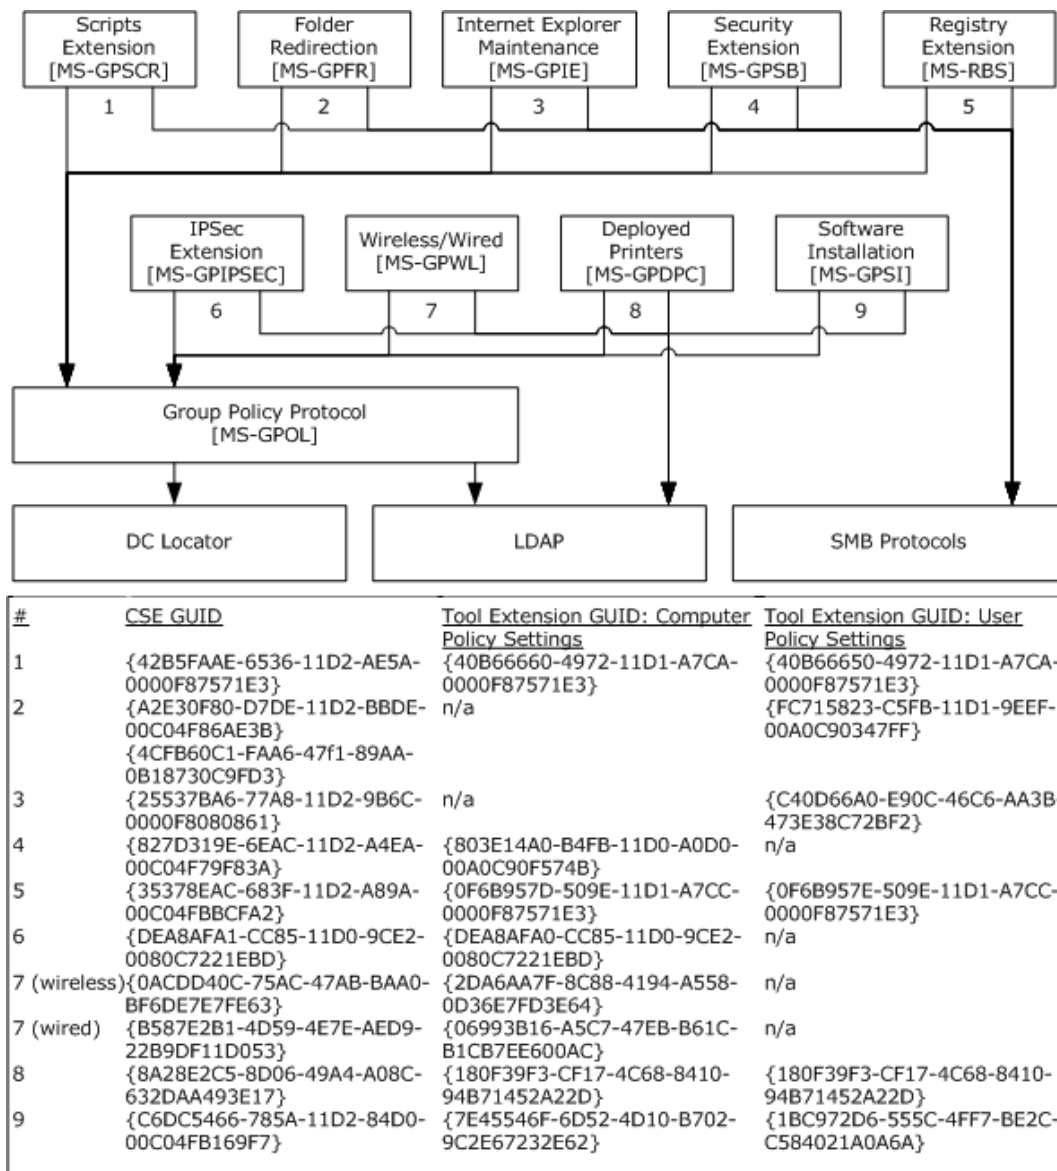 Scripts
Extension
[MS-GPSCR]
Folder
Redirection
[MS-GPFR]
Internet Explorer
Maintenance
[MS-GPIE]
Security
Extension
[MS-GPSB]
Registry
Extension
[MS-RBS]
1
2
3
4
5
IPSec
Extension
[MS-GPIPSEC]
Wireless/Wired
[MS-GPWL]
Deployed
Printers
[MS-GPDPC]
Software
Installation
[MS-GPSI]
6
7
8
9
Group Policy Protocol
[MS-GPOL]
DC Locator
LDAP
SMB Protocols
# CSE GUID Tool Extension GUID: Computer Tool Extension GUID: User
Policy Settings Policy Settings
1 {42B5FAAE-6536-11D2-AE5A- {40B66660-4972-11D1-A7CA- {40B66650-4972-11D1-A7CA-
0000F87571E3} 0000F87571E3} 0000F87571E3}
2 {A2E30F80-D7DE-11D2-BBDE- n/a {FC715823-C5FB-11D1-9EEF-
00C04F86AE3B} 00A0C90347FF}
{4CFB60C1-FAA6-47f1-89AA-
0B18730C9FD3}
3 {25537BA6-77A8-11D2-9B6C- n/a {C40D66A0-E90C-46C6-AA3B-
0000F8080861} 473E38C72BF2}
4 {827D319E-6EAC-11D2-A4EA- {803E14A0-B4FB-11D0-A0D0- n/a
00C04F79F83A} 00A0C90F574B}
5 {35378EAC-683F-11D2-A89A- {0F6B957D-509E-11D1-A7CC- {0F6B957E-509E-11D1-A7CC-
00C04FBBCFA2} 0000F87571E3} 0000F87571E3}
6 {DEA8AFA1-CC85-11D0-9CE2- {DEA8AFA0-CC85-11D0-9CE2- n/a
0080C7221EBD} 0080C7221EBD}
7 (wireless) {0ACDD40C-75AC-47AB-BAA0- {2DA6AA7F-8C88-4194-A558- n/a
BF6DE7E7FE63} 0D36E7FD3E64}
7 (wired) {B587E2B1-4D59-4E7E-AED9- {06993B16-A5C7-47EB-B61C- n/a
22B9DF11D053} B1CB7EE600AC}
8 {8A28E2C5-8D06-49A4-A08C- {180F39F3-CF17-4C68-8410- {180F39F3-CF17-4C68-8410-
632DAA493E17} 94B71452A22D} 94B71452A22D}
9 {C6DC5466-785A-11D2-84D0- {7E45546F-6D52-4D10-B702- {1BC972D6-555C-4FF7-BE2C-
00C04FB169F7} 9C2E67232E62} C584021A0A6A}